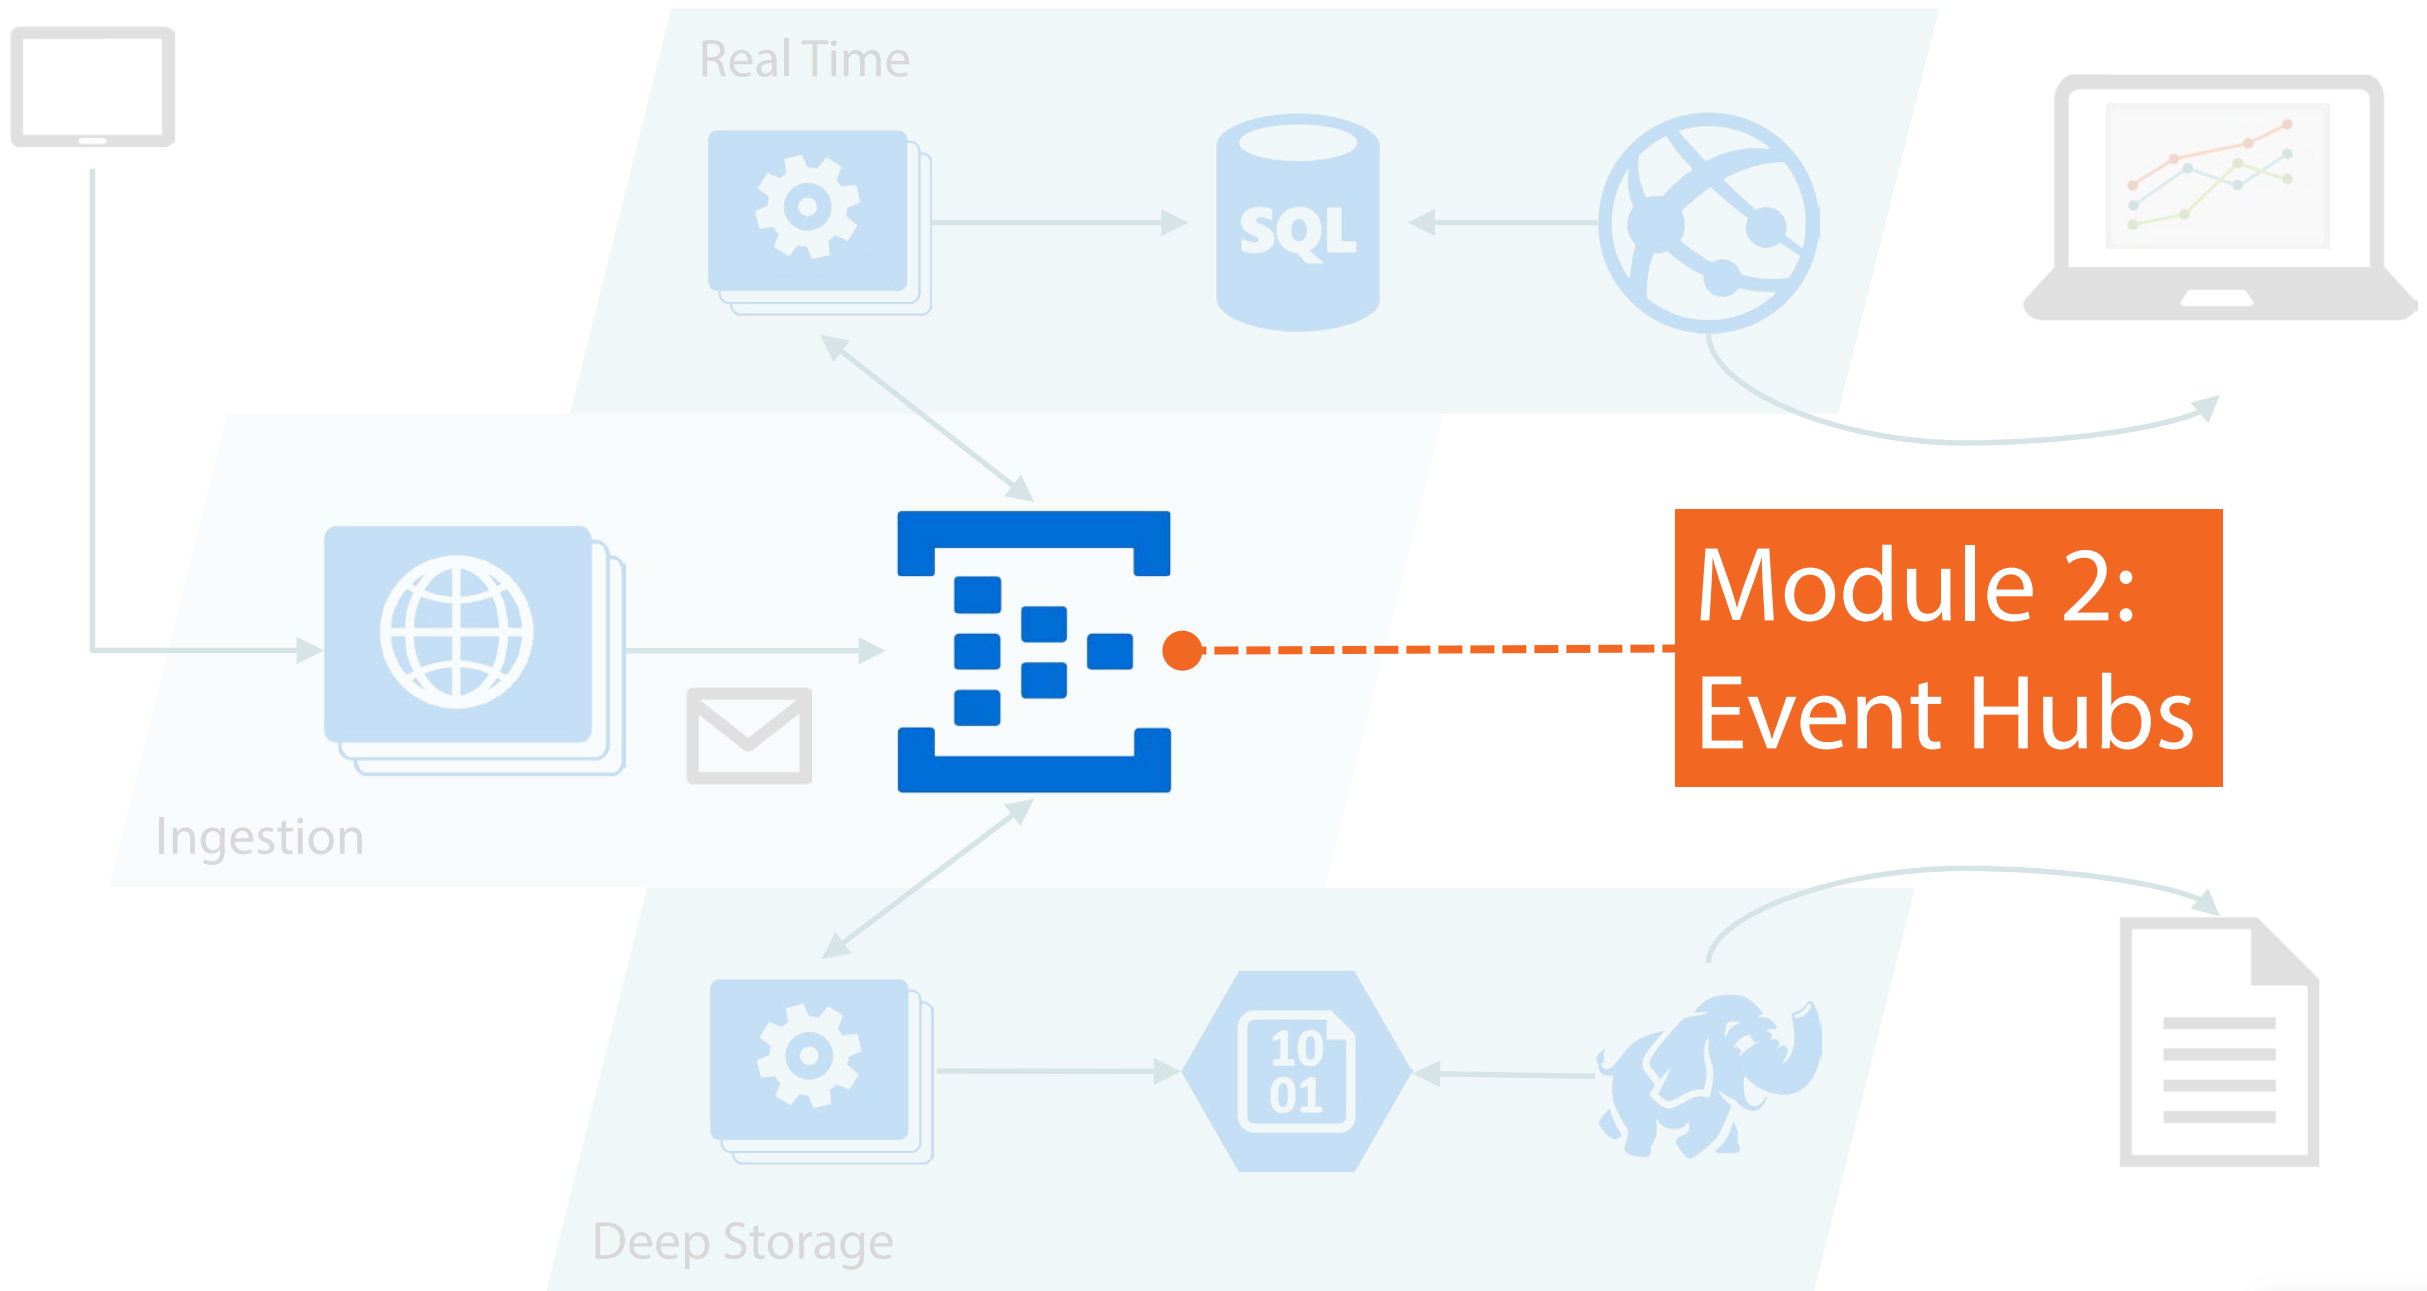 Real Time
SQL
Module 2:
Event Hubs
Ingestion
10
01
Deep Storage